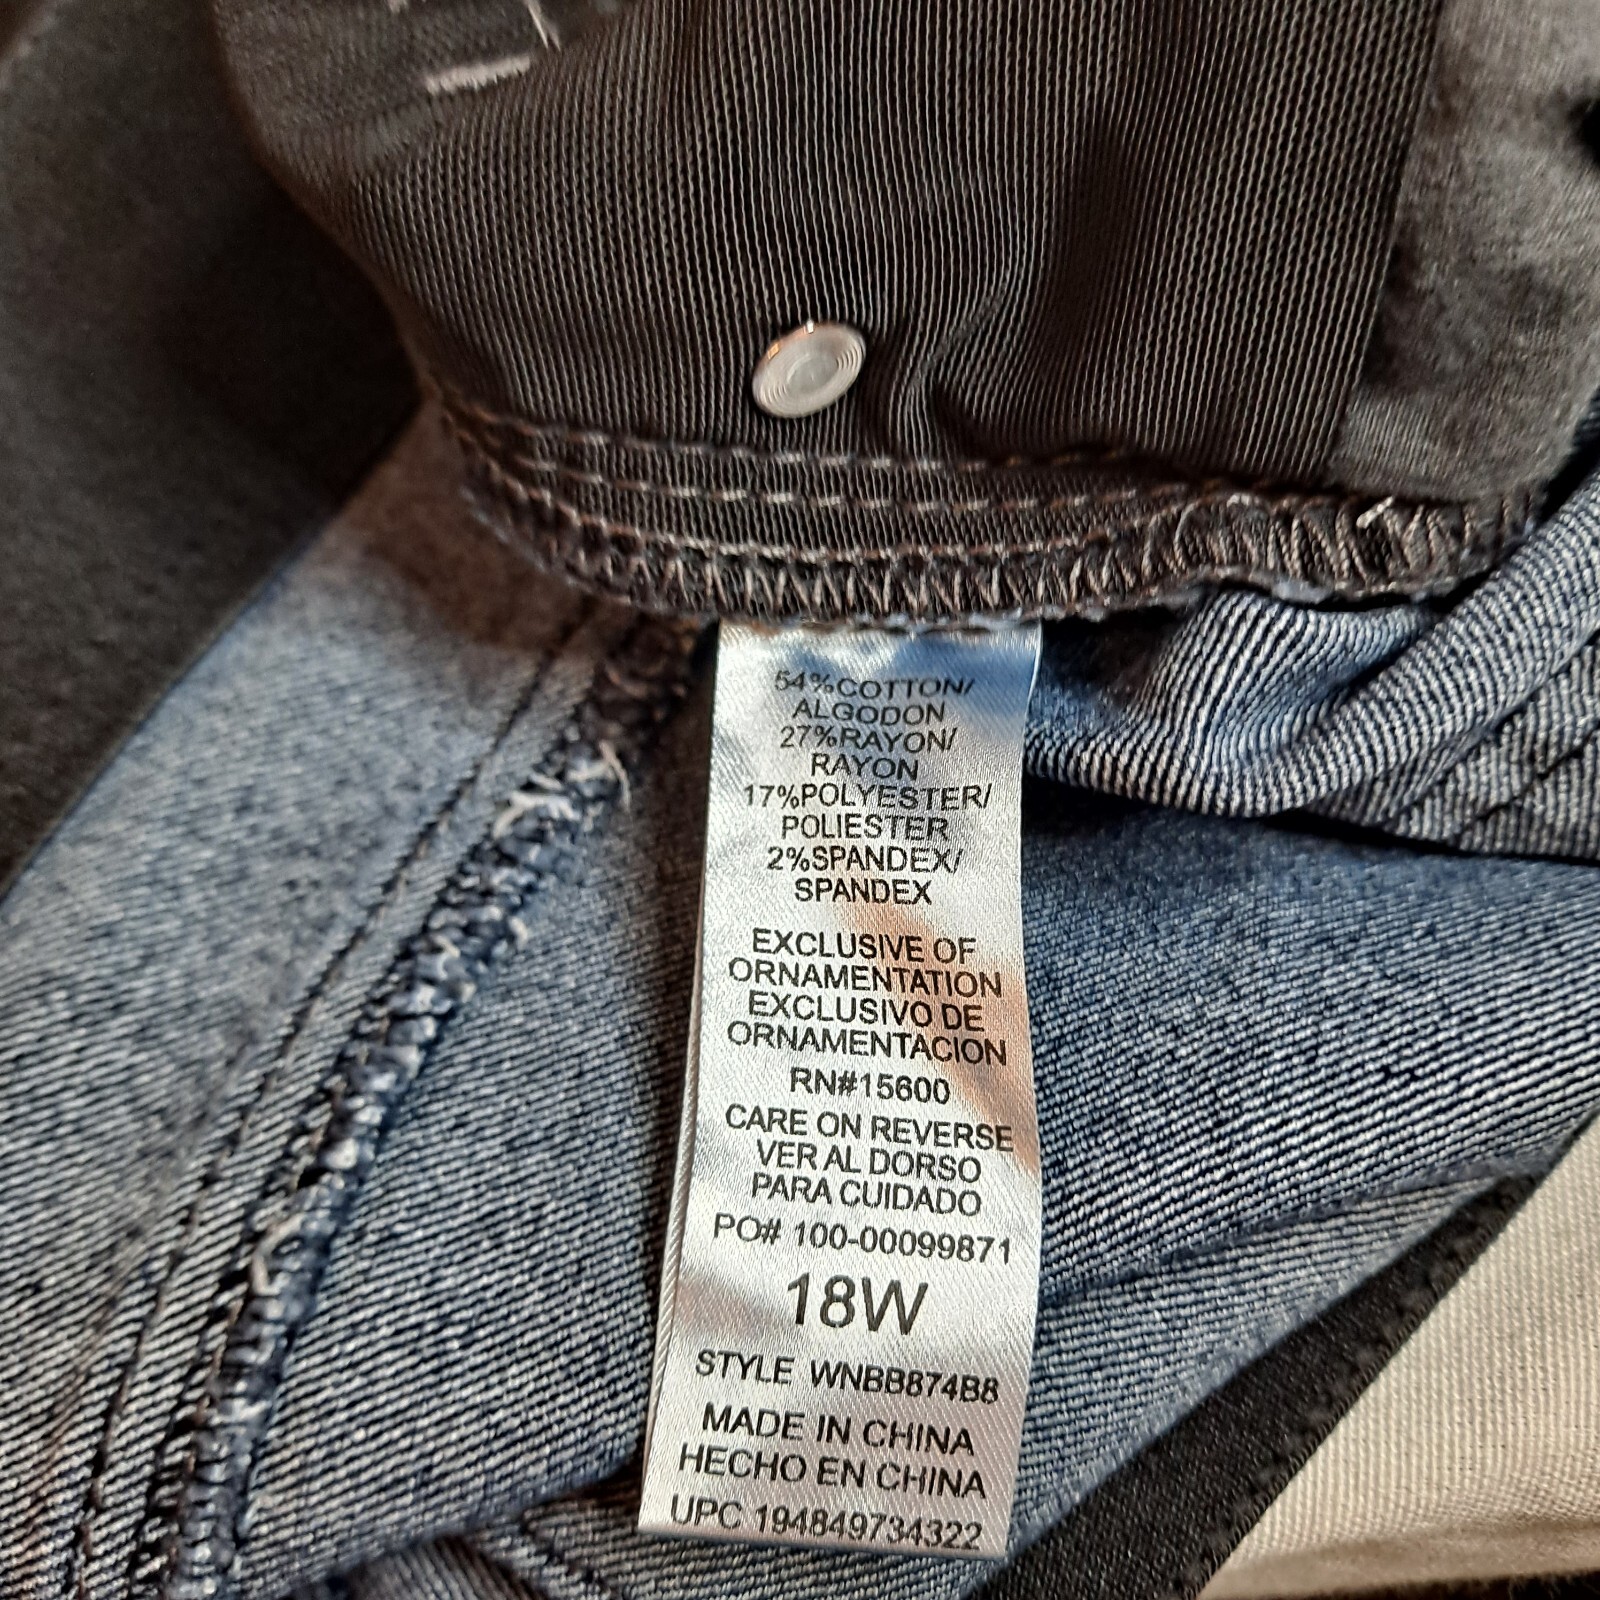 54%COTTON/
ALGODON
27%RAYON/
RAYON
17%POLYESTER/
POLIESTER
2%SPANDEX/
SPANDEX
EXCLUSIVE OF
ORNAMENTATION
EXCLUSIVO DE
ORNAMENTACION
RN#15600
CARE ON REVERSE
VER AL DORSO
PARA CUIDADO
PO# 100-00099871
18W
STYLE WNBB874B8
MADE IN CHINA
HECHO EN CHINA
UPC 194849734322